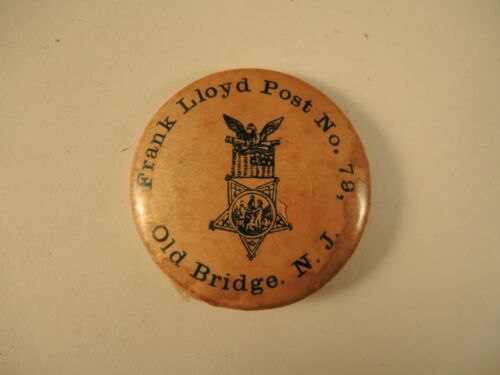 Frank Lloyd Post No. 79,
Old Bridge. N. J.